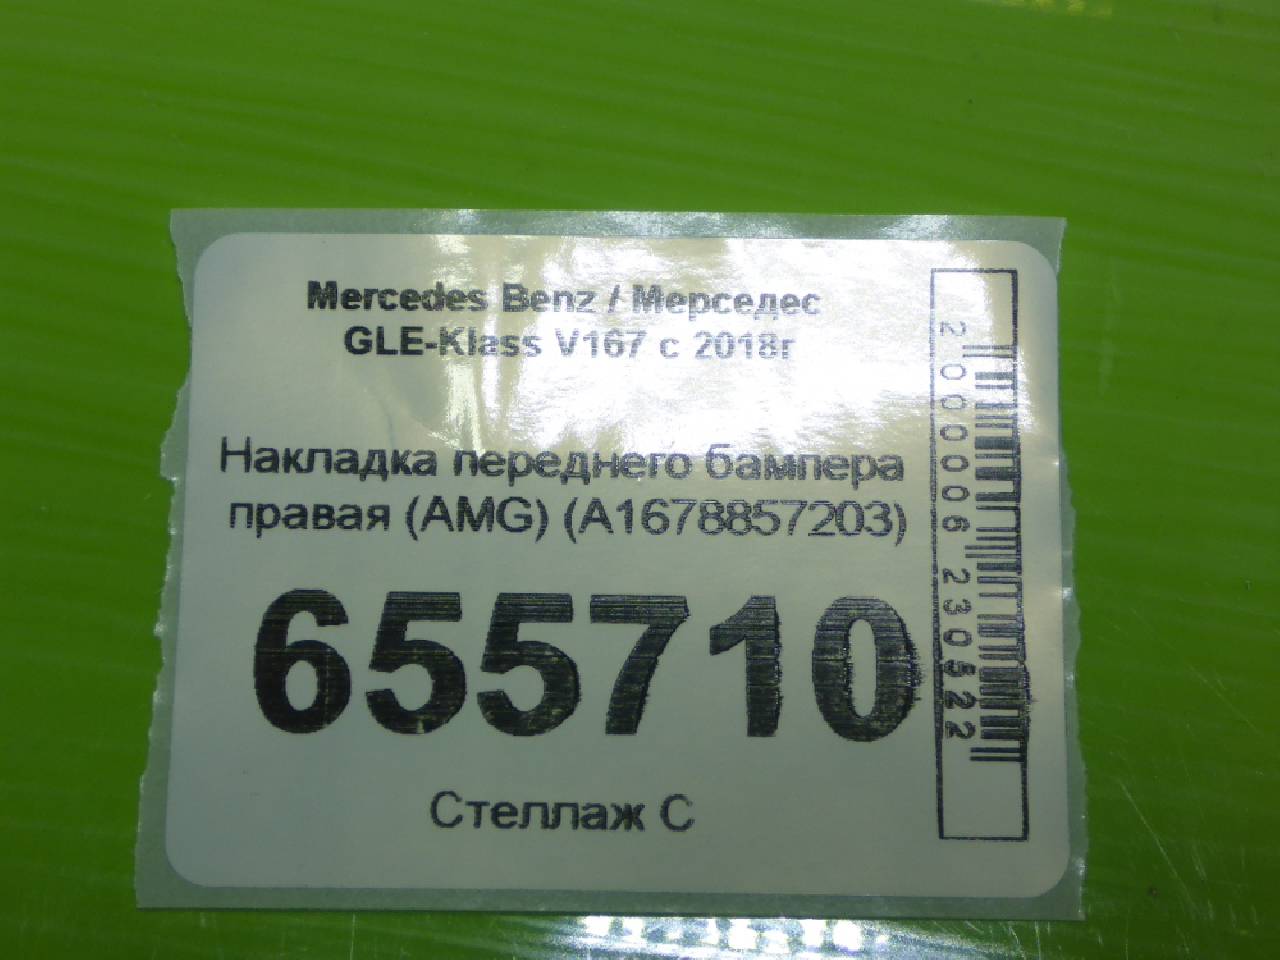 Mercedes Benz / Мерседес
GLE-Klass V167 с 2018г
Накладка переднего бампера
правая (AMG) (A1678857203)
655710
Стеллаж С
2000006230522